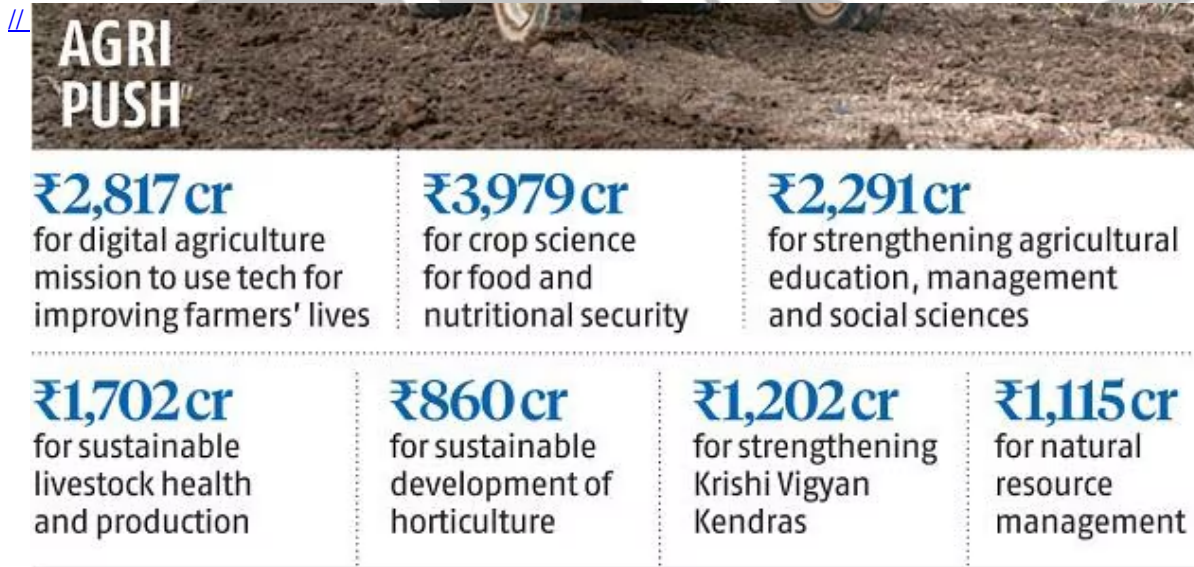 //
AGRI
PUSH
₹2,817 cr
for digital agriculture
mission to use tech for
improving farmers’ lives
₹3,979 cr
for crop science
for food and
nutritional security
₹2,291 cr
for strengthening agricultural
education, management
and social sciences
₹1,702 cr
for sustainable
livestock health
and production
₹860 cr
for sustainable
development of
horticulture
₹1,202 cr
for strengthening
Krishi Vigyan
Kendras
₹1,115 cr
for natural
resource
management